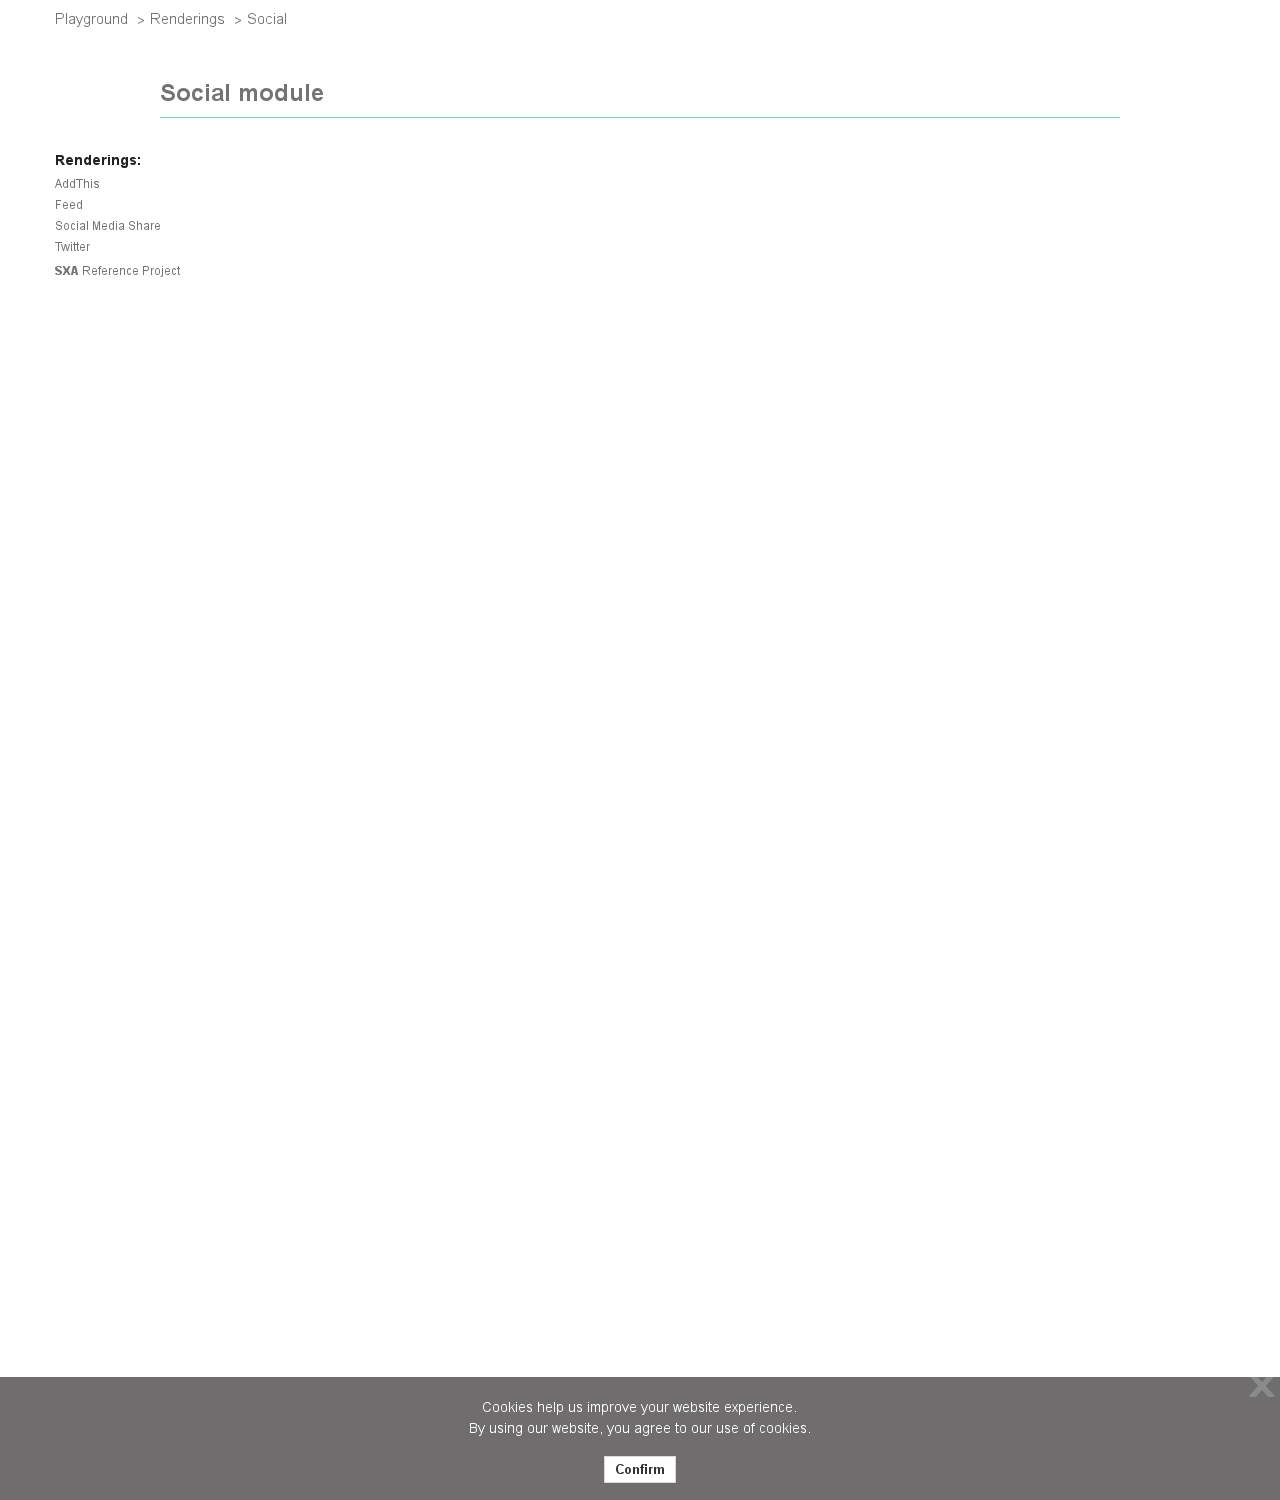 Playground > Renderings > Social
Social module
Renderings:
AddThis
Feed
Social Media Share
Twitter
SXA Reference Project
X
Cookies help us improve your website experience.
By using our website, you agree to our use of cookies.
Confirm